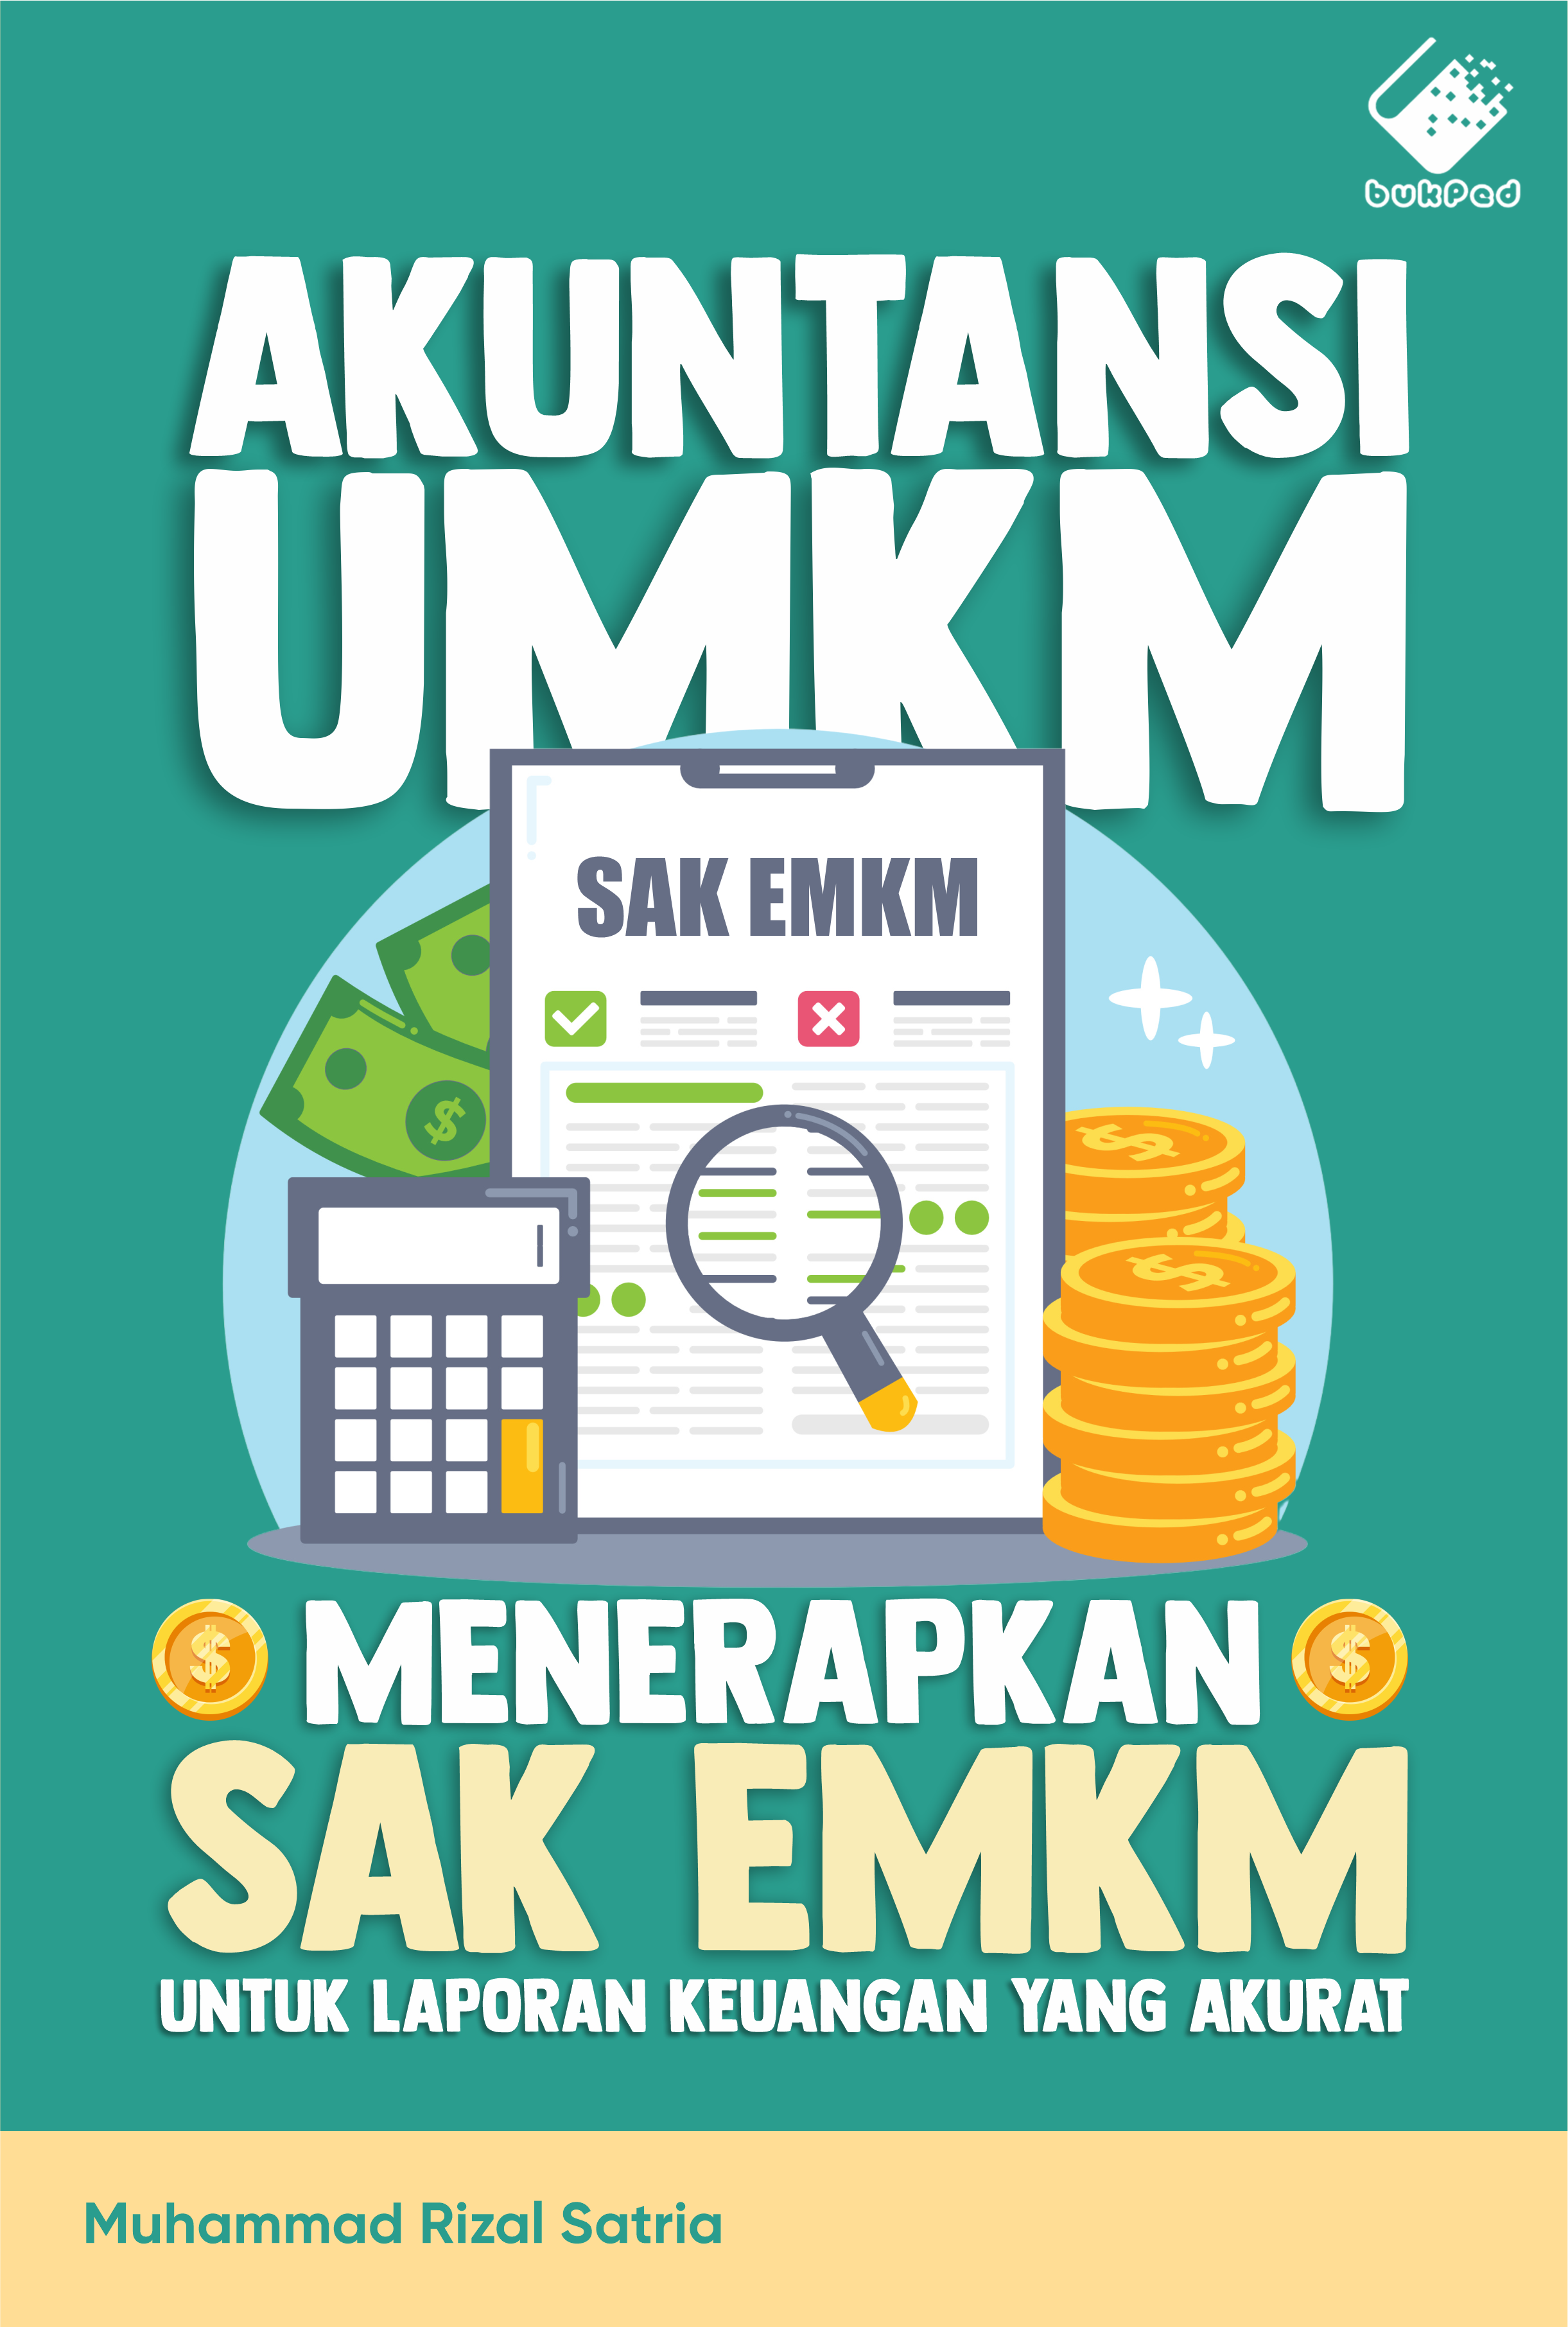 bukPed
AKUNTANSI
UMKM
SAK EMKM
MENERAPKAN
SAK EMKM
UNTUK LAPORAN KEUANGAN YANG AKURAT
Muhammad Rizal Satria